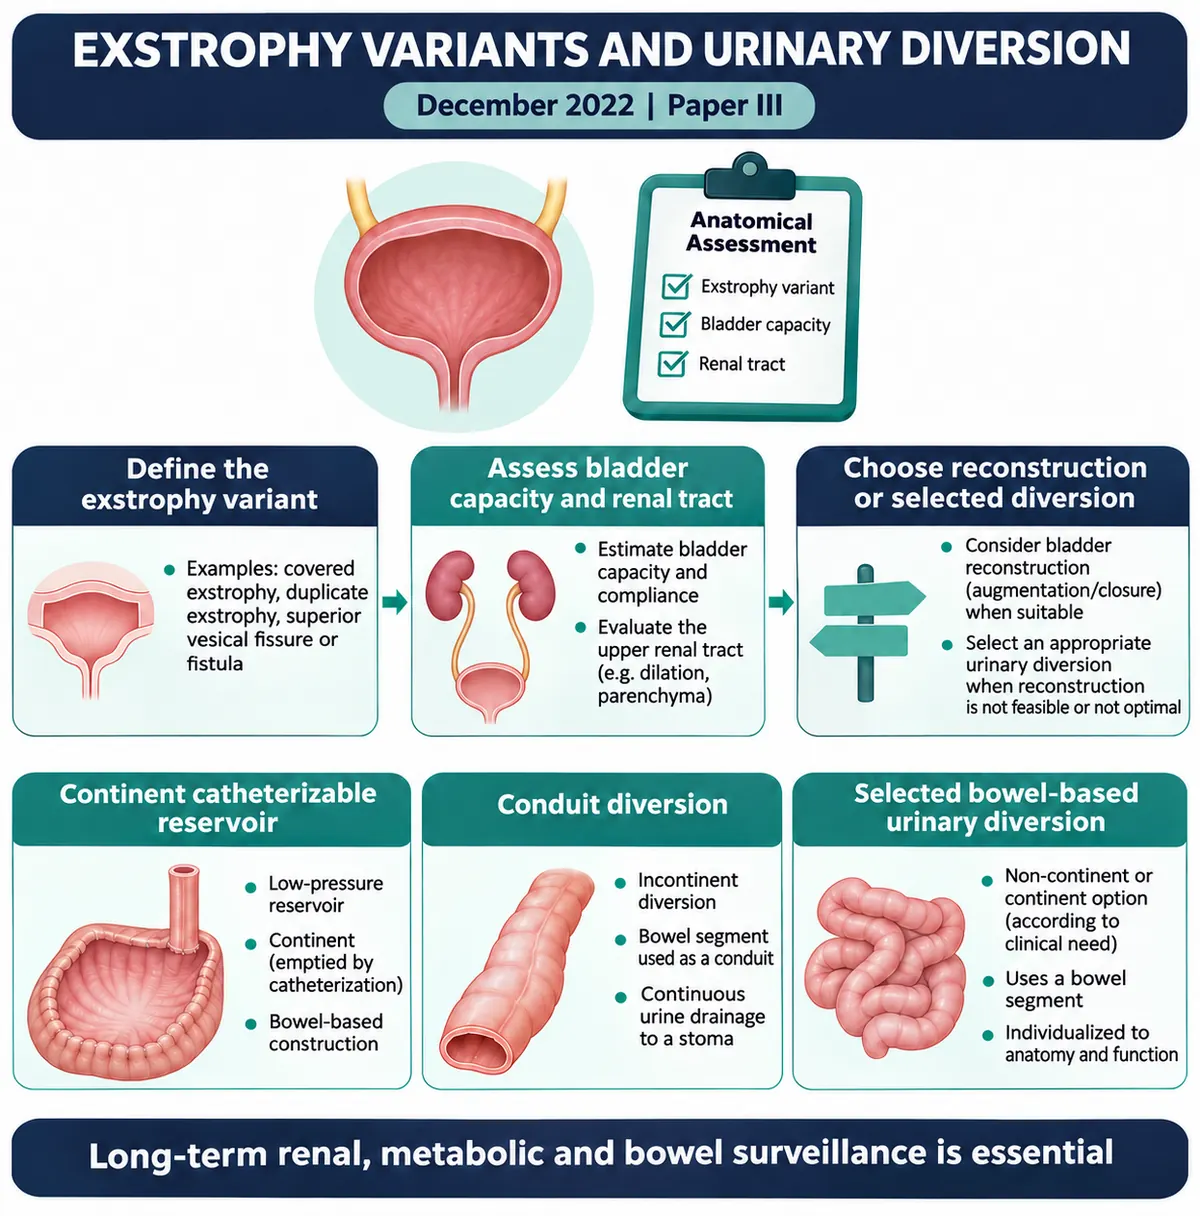 EXSTROPHY VARIANTS AND URINARY DIVERSION
December 2022 | Paper III
Anatomical
Assessment
Exstrophy variant
Bladder capacity
Renal tract
Define the
exstrophy variant
Examples: covered
exstrophy, duplicate
exstrophy, superior
vesical fissure or
fistula
Assess bladder
capacity and renal tract
Estimate bladder
capacity and
compliance
Evaluate the
upper renal tract
(e.g. dilation,
parenchyma)
Choose reconstruction
or selected diversion
Consider bladder
reconstruction
(augmentation/closure)
when suitable
Select an appropriate
urinary diversion
when reconstruction
is not feasible or not optimal
Continent catheterizable
reservoir
Low-pressure
reservoir
Continent
(emptied by
catheterization)
Bowel-based
construction
Conduit diversion
Incontinent
diversion
Bowel segment
used as a conduit
Continuous
urine drainage
to a stoma
Selected bowel-based
urinary diversion
Non-continent or
continent option
(according to
clinical need)
Uses a bowel
segment
Individualized to
anatomy and function
Long-term renal, metabolic and bowel surveillance is essential